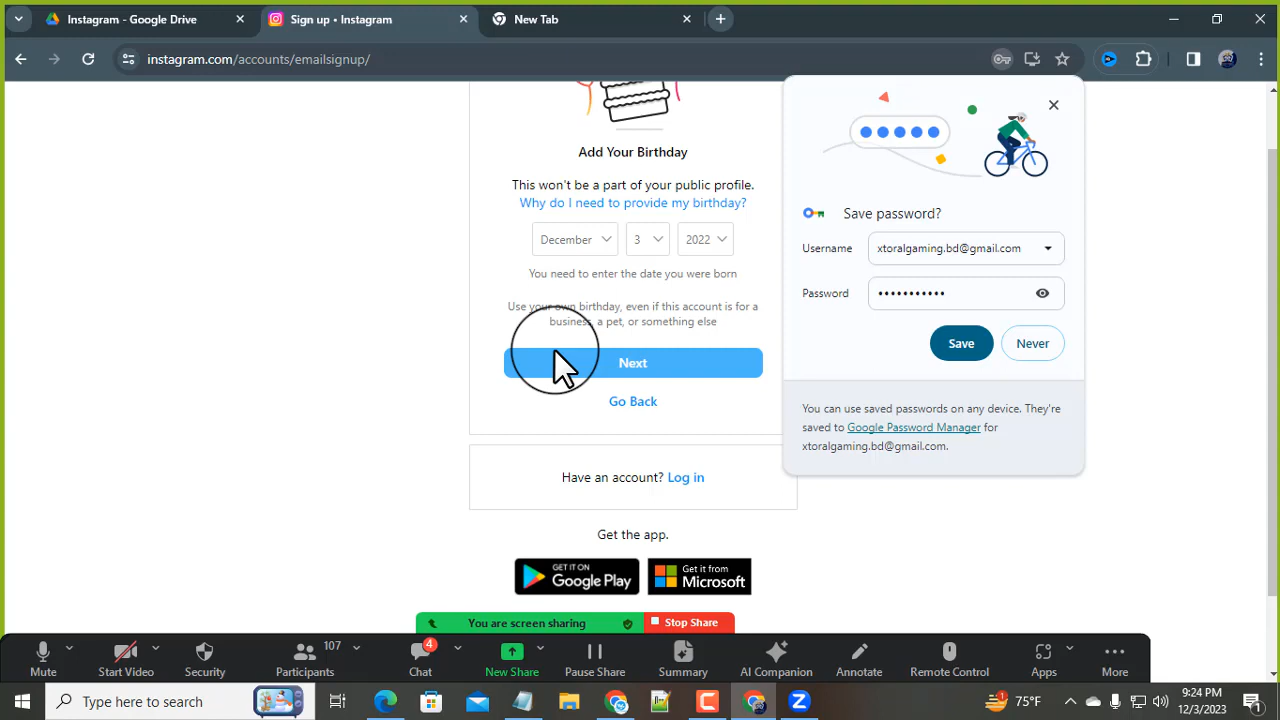 Instagram - Google Drive
Sign up • Instagram
New Tab
instagram.com/accounts/emailsignup/
Add Your Birthday
This won't be a part of your public profile.
Why do I need to provide my birthday?
December
3
2022
You need to enter the date you were born
Use your own birthday, even if this account is for a
business, a pet, or something else
Next
Go Back
Have an account? Log in
Get the app.
GET IT ON
Google Play
Get it from
Microsoft
Save password?
Username
xtoralgaming.bd@gmail.com
Password
•••••••••••
Save
Never
You can use saved passwords on any device. They're
saved to Google Password Manager for
xtoralgaming.bd@gmail.com.
You are screen sharing
Stop Share
Mute
Start Video
Security
107
Participants
4
Chat
New Share
Pause Share
Summary
AI Companion
Annotate
Remote Control
Apps
More
Type here to search
1
75°F
9:24 PM
12/3/2023
1